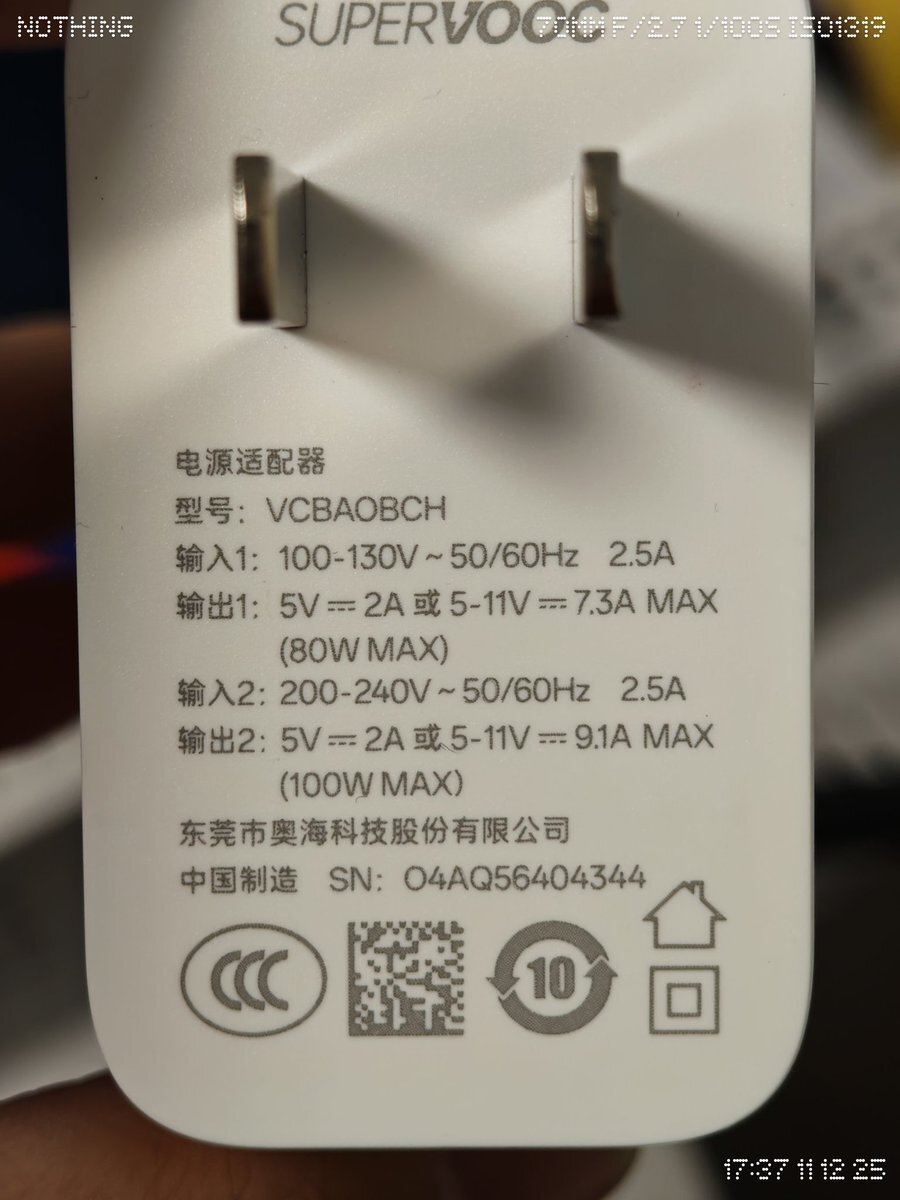 NOTHING
SUPERVOOC
电源适配器
型号：VCBAOBCH
输入1：100-130V～50/60Hz 2.5A
输出1：5V⎓2A 或 5-11V⎓7.3A MAX
(80W MAX)
输入2：200-240V～50/60Hz 2.5A
输出2：5V⎓2A 或 5-11V⎓9.1A MAX
(100W MAX)
东莞市奥海科技股份有限公司
中国制造 SN：O4AQ56404344
CCC
10
17:37 11 12 25